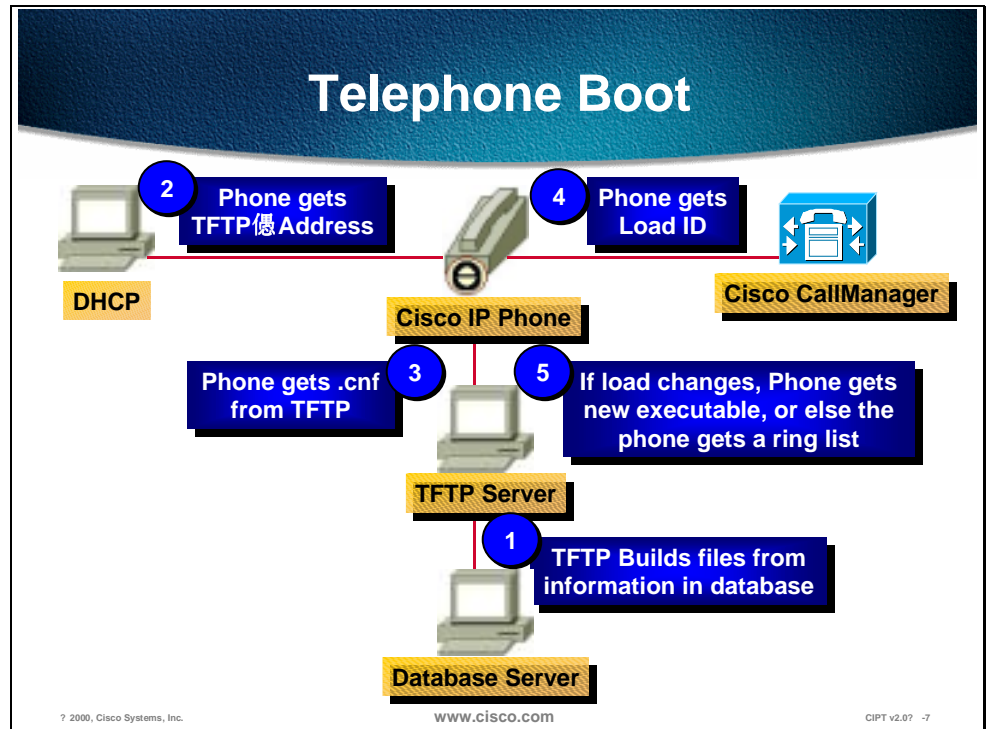 Telephone Boot
2
Phone gets
TFTP偲Address
4
Phone gets
Load ID
DHCP
Cisco IP Phone
Cisco CallManager
Phone gets .cnf
from TFTP
3
5
If load changes, Phone gets
new executable, or else the
phone gets a ring list
TFTP Server
1
TFTP Builds files from
information in database
Database Server
? 2000, Cisco Systems, Inc.
www.cisco.com
CIPT v2.0? -7